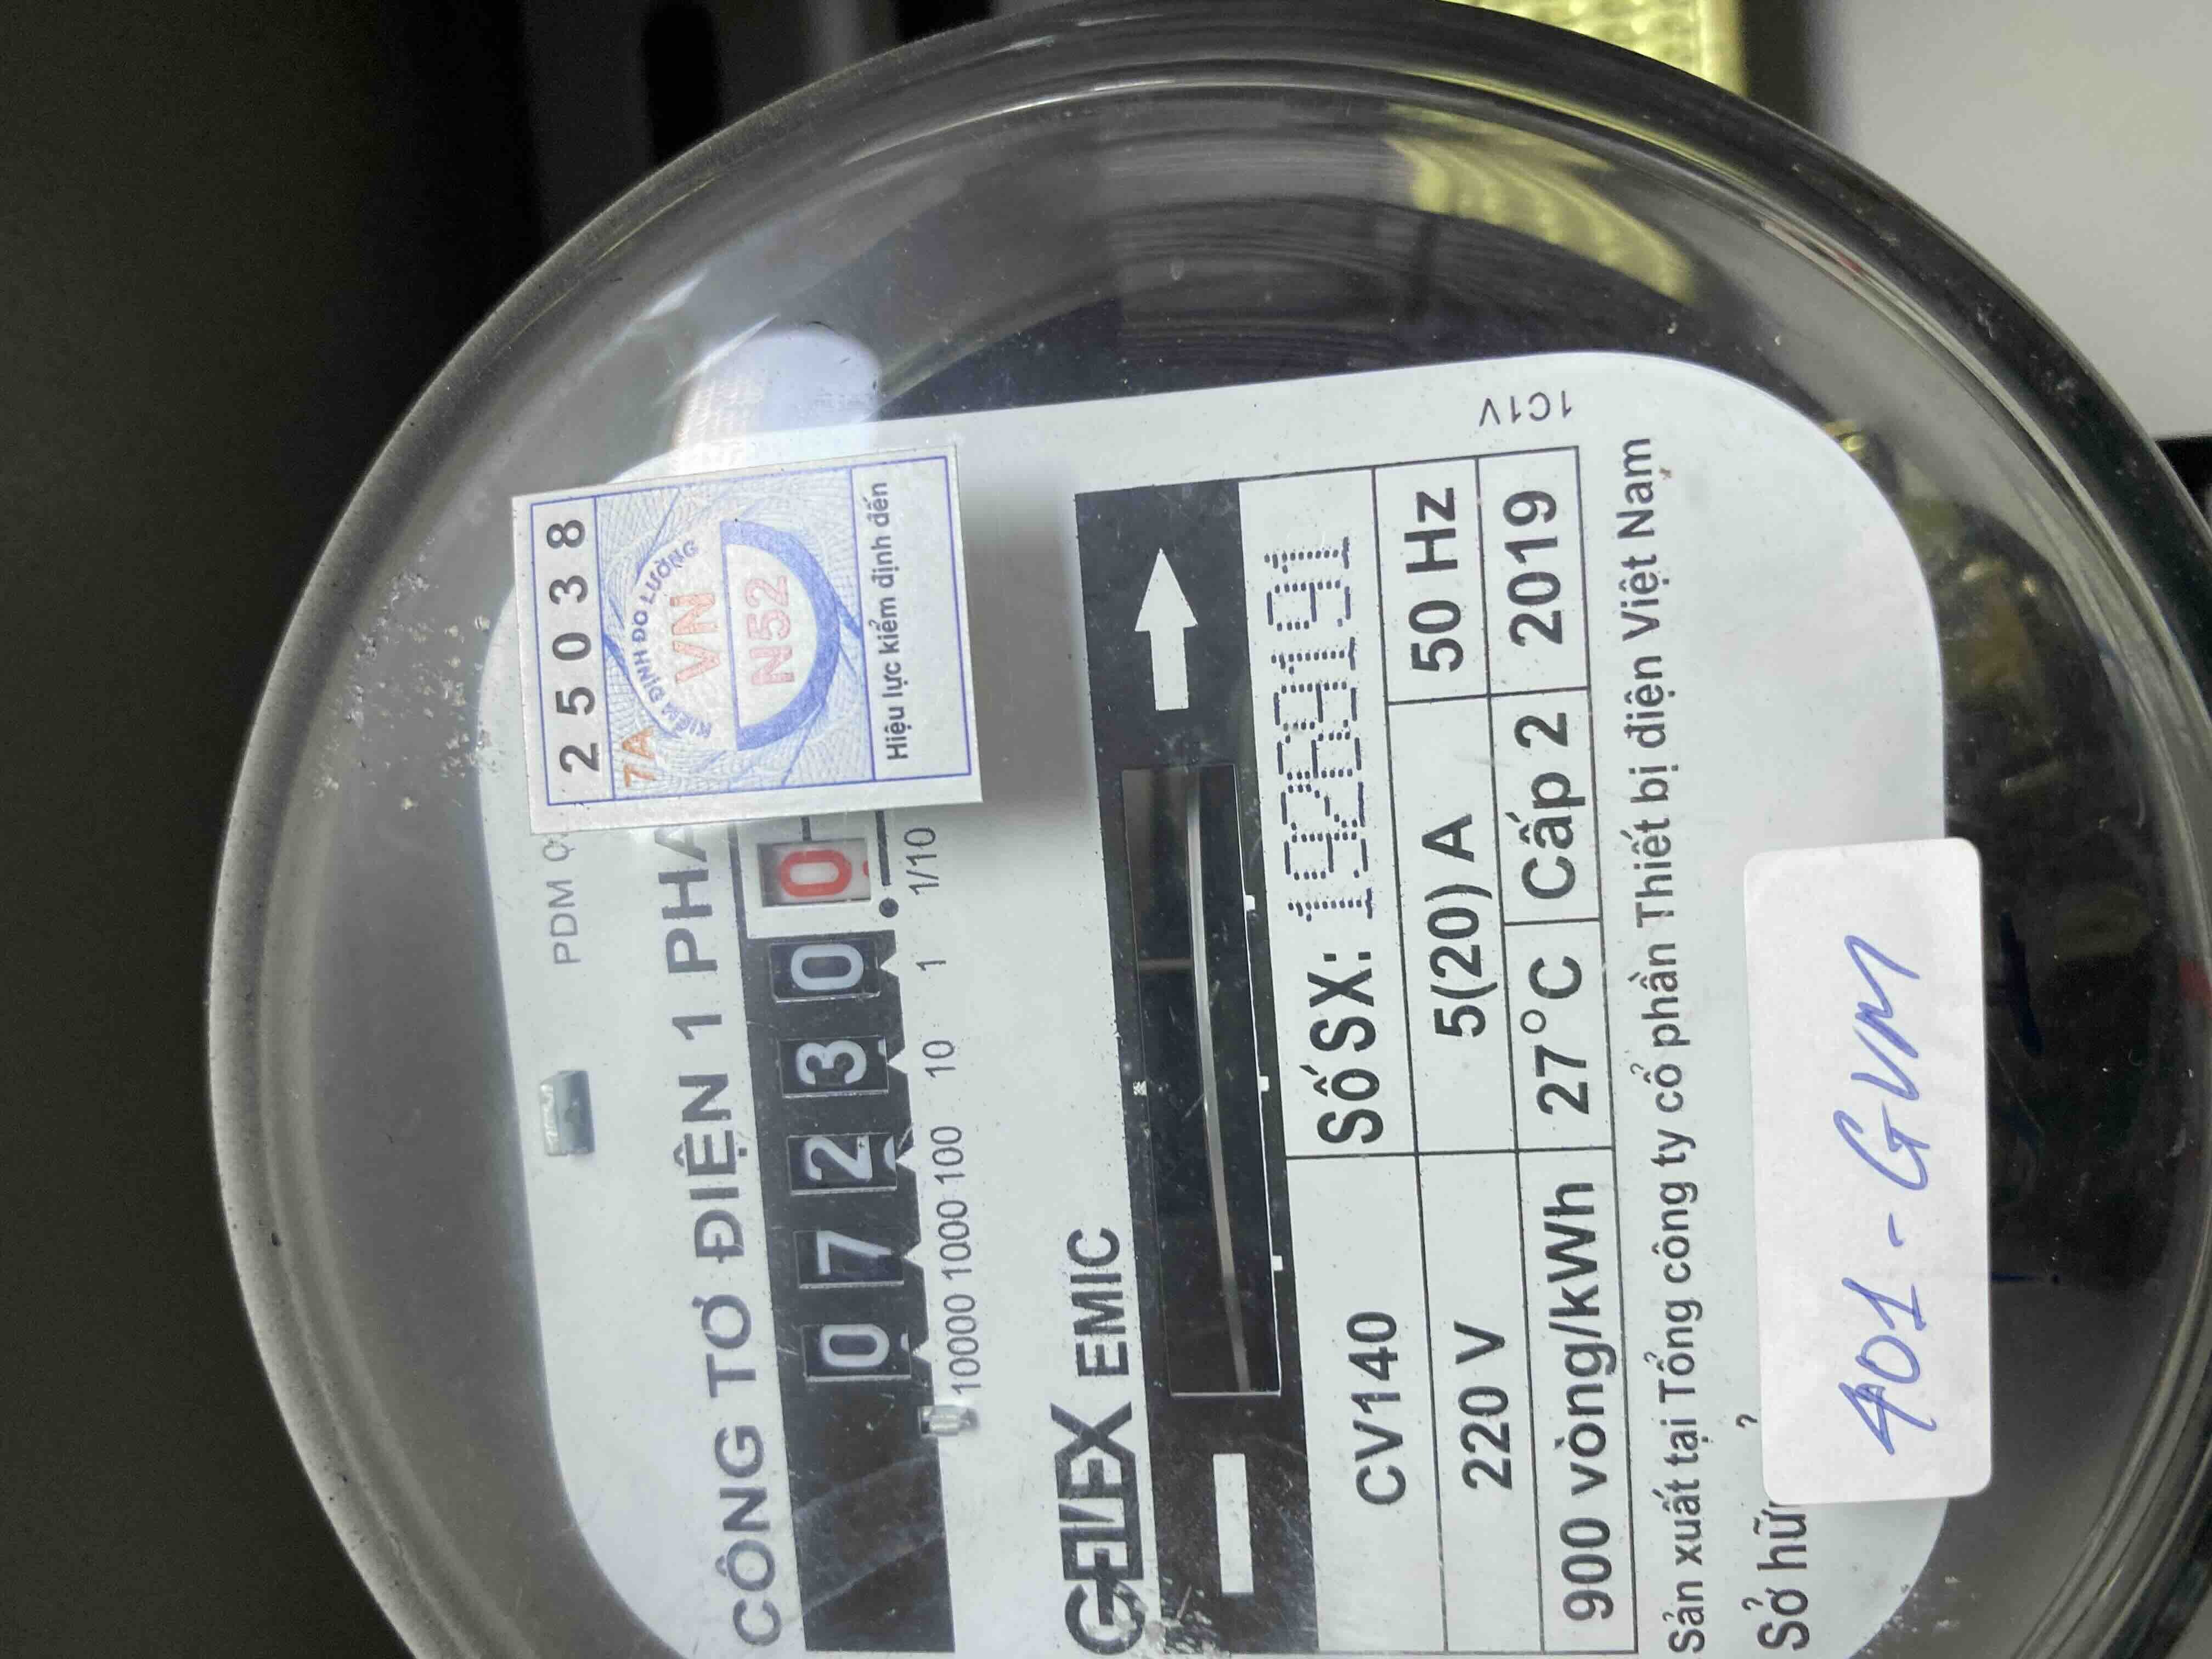 25038
7A
KIỂM ĐỊNH ĐO LƯỜNG
VN
N52
Hiệu lực kiểm định đến
PDM
CÔNG TƠ ĐIỆN 1 PHA
0 7 2 3 0 0
10000 1000 100 10 1 1/10
GELEX EMIC
CV140 Số SX:
220 V 5(20) A 50 Hz
900 vòng/kWh 27°C Cấp 2 2019
1C1V
Sản xuất tại Tổng công ty cổ phần Thiết bị điện Việt Nam
Sở hữu
401 - GVM